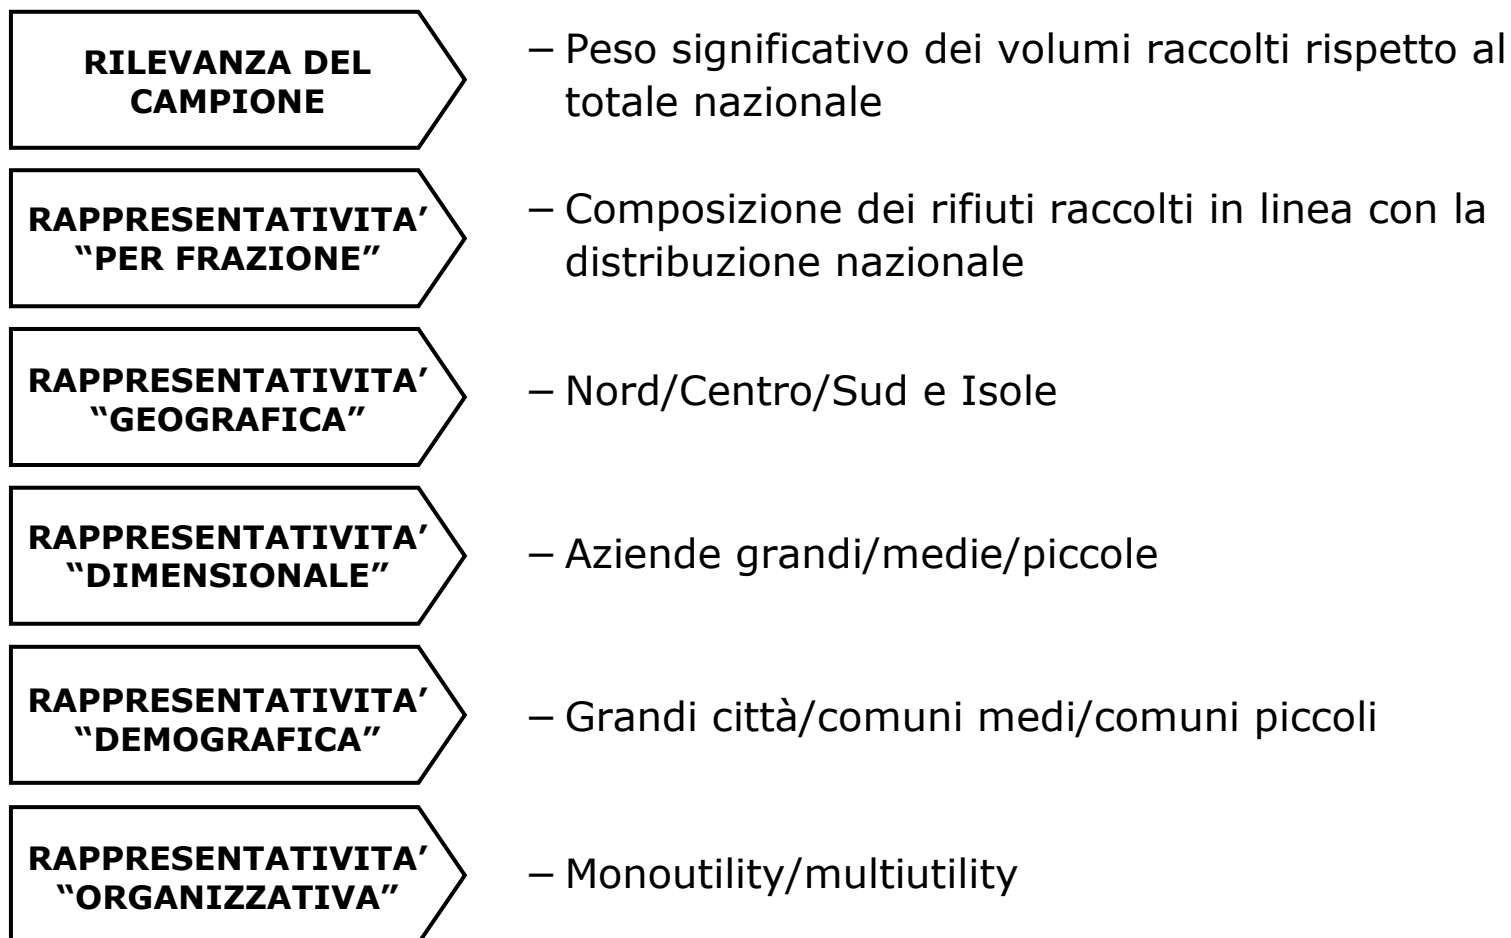 RILEVANZA DEL
CAMPIONE
– Peso significativo dei volumi raccolti rispetto al
totale nazionale
RAPPRESENTATIVITA’
“PER FRAZIONE”
– Composizione dei rifiuti raccolti in linea con la
distribuzione nazionale
RAPPRESENTATIVITA’
“GEOGRAFICA”
– Nord/Centro/Sud e Isole
RAPPRESENTATIVITA’
“DIMENSIONALE”
– Aziende grandi/medie/piccole
RAPPRESENTATIVITA’
“DEMOGRAFICA”
– Grandi città/comuni medi/comuni piccoli
RAPPRESENTATIVITA’
“ORGANIZZATIVA”
– Monoutility/multiutility